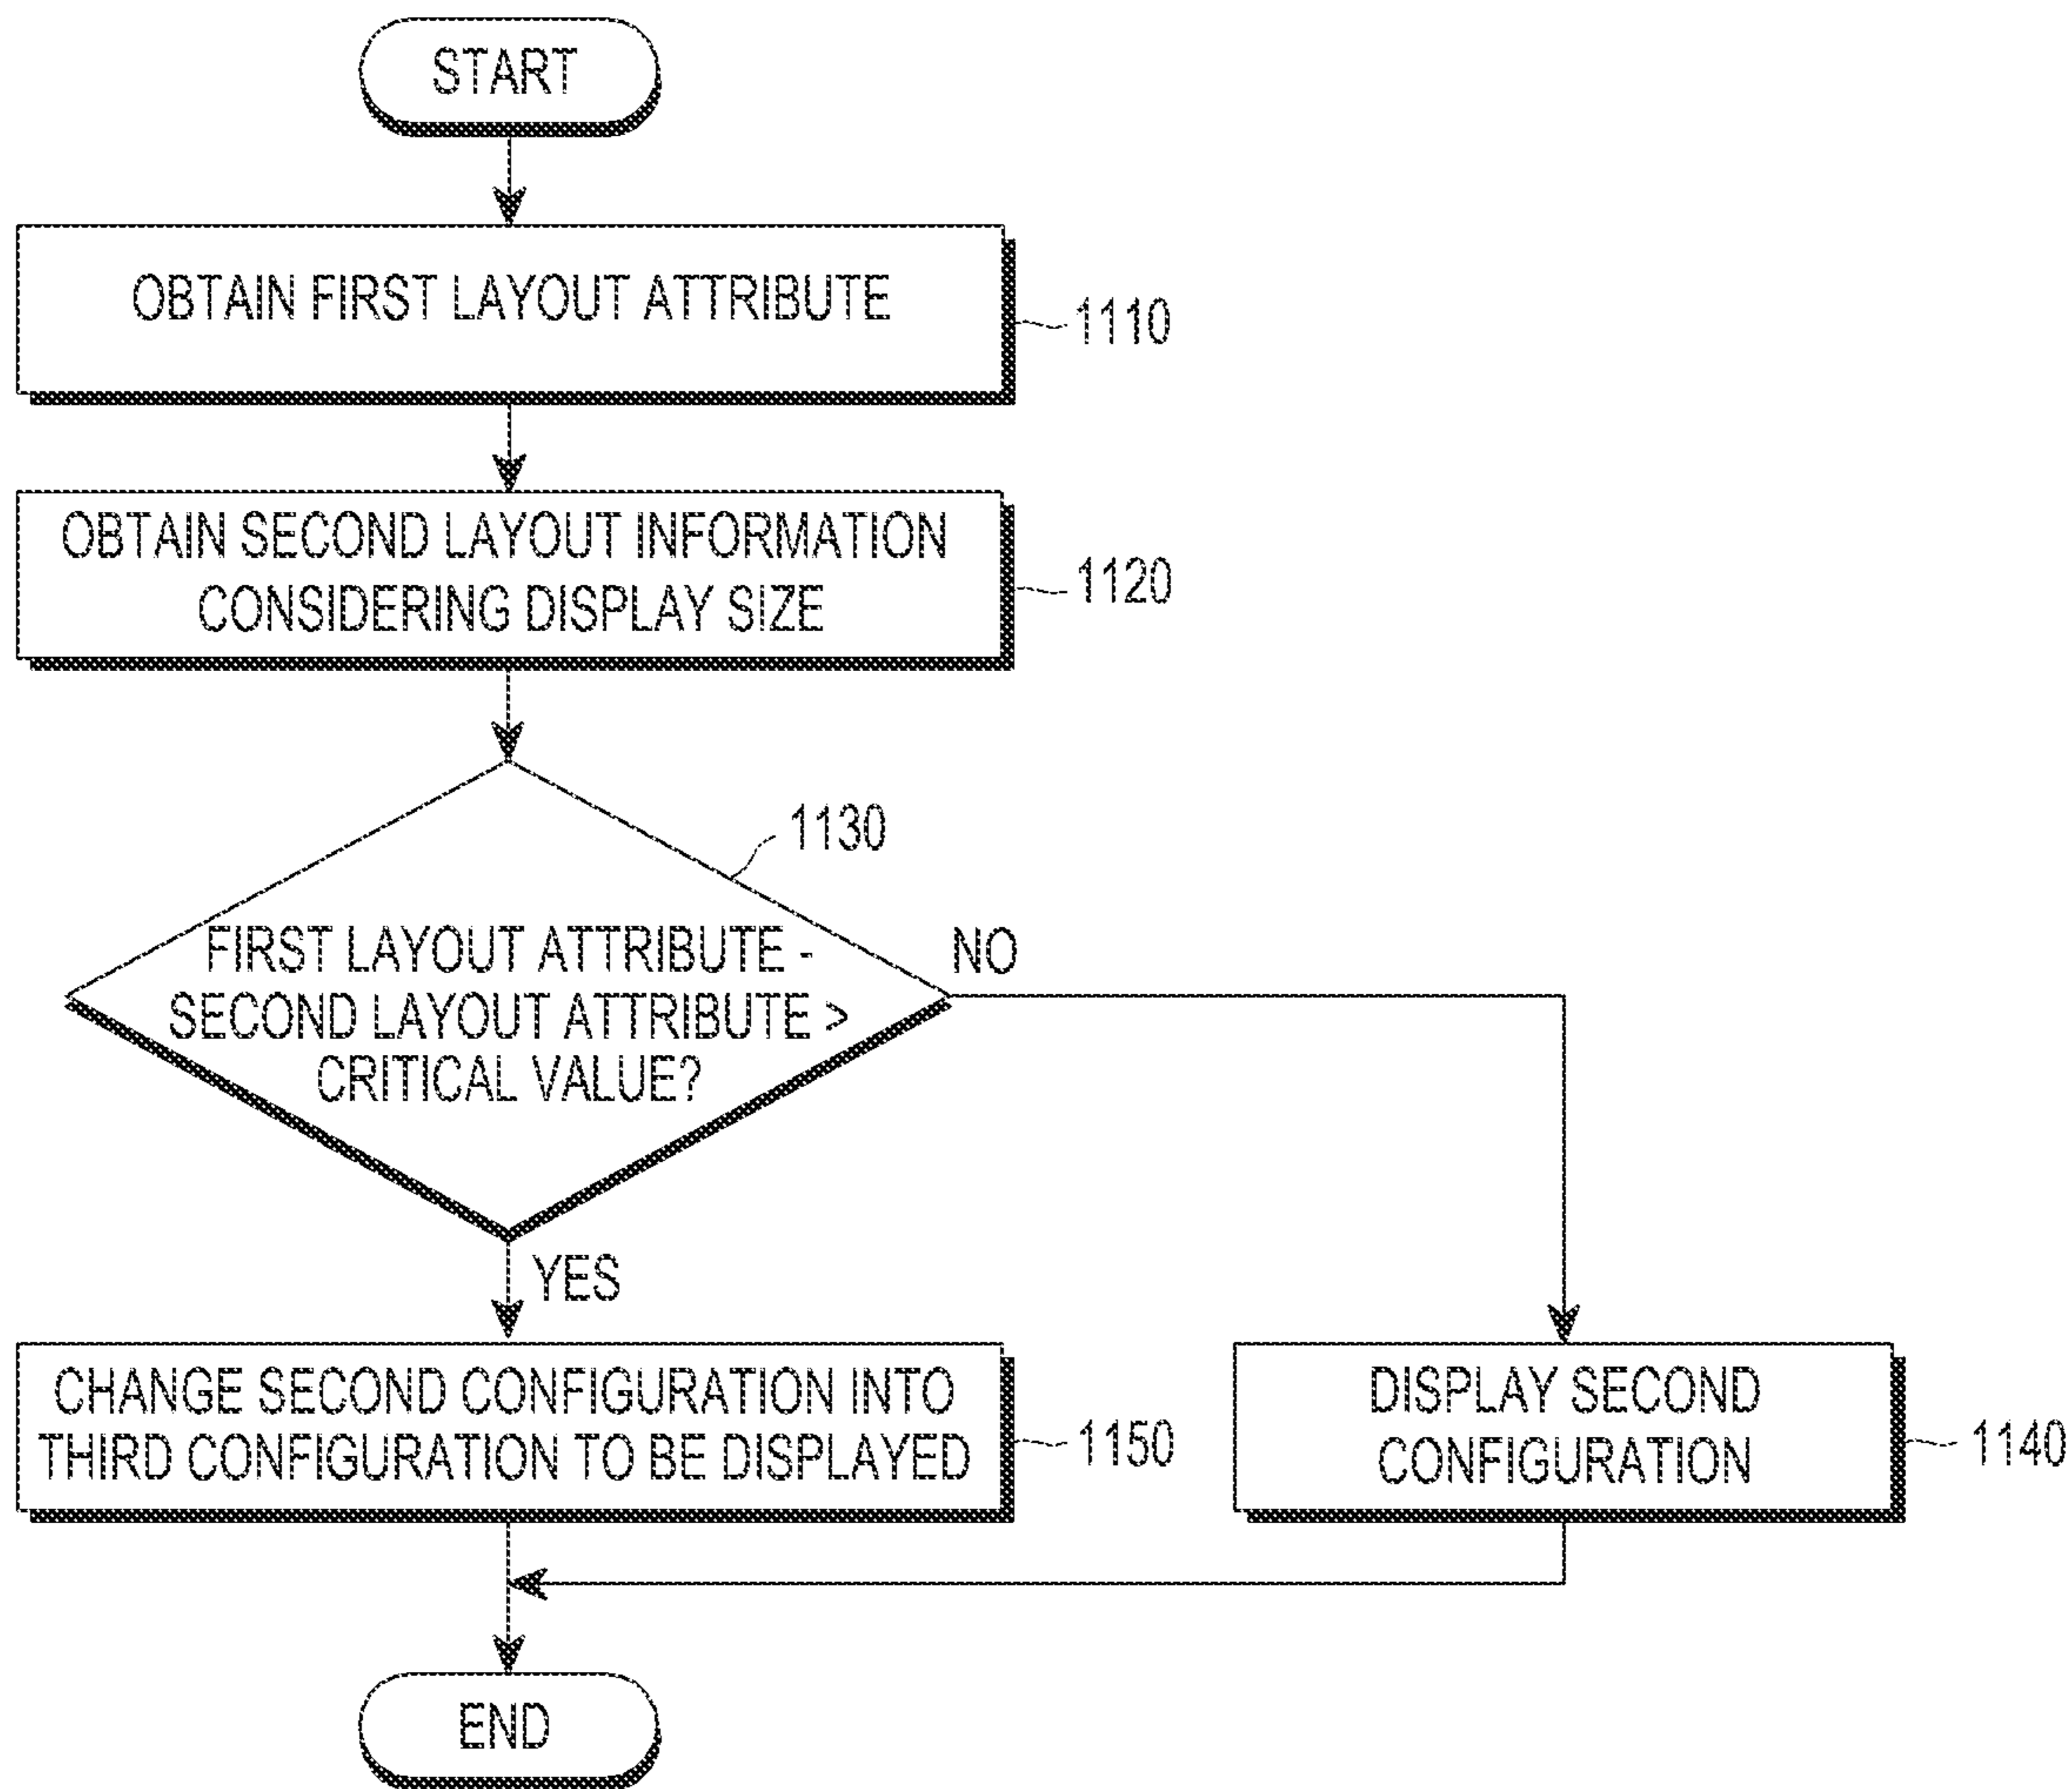 START
OBTAIN FIRST LAYOUT ATTRIBUTE
1110
OBTAIN SECOND LAYOUT INFORMATION
CONSIDERING DISPLAY SIZE
1120
1130
FIRST LAYOUT ATTRIBUTE -
SECOND LAYOUT ATTRIBUTE >
CRITICAL VALUE?
NO
YES
CHANGE SECOND CONFIGURATION INTO
THIRD CONFIGURATION TO BE DISPLAYED
1150
DISPLAY SECOND
CONFIGURATION
1140
END